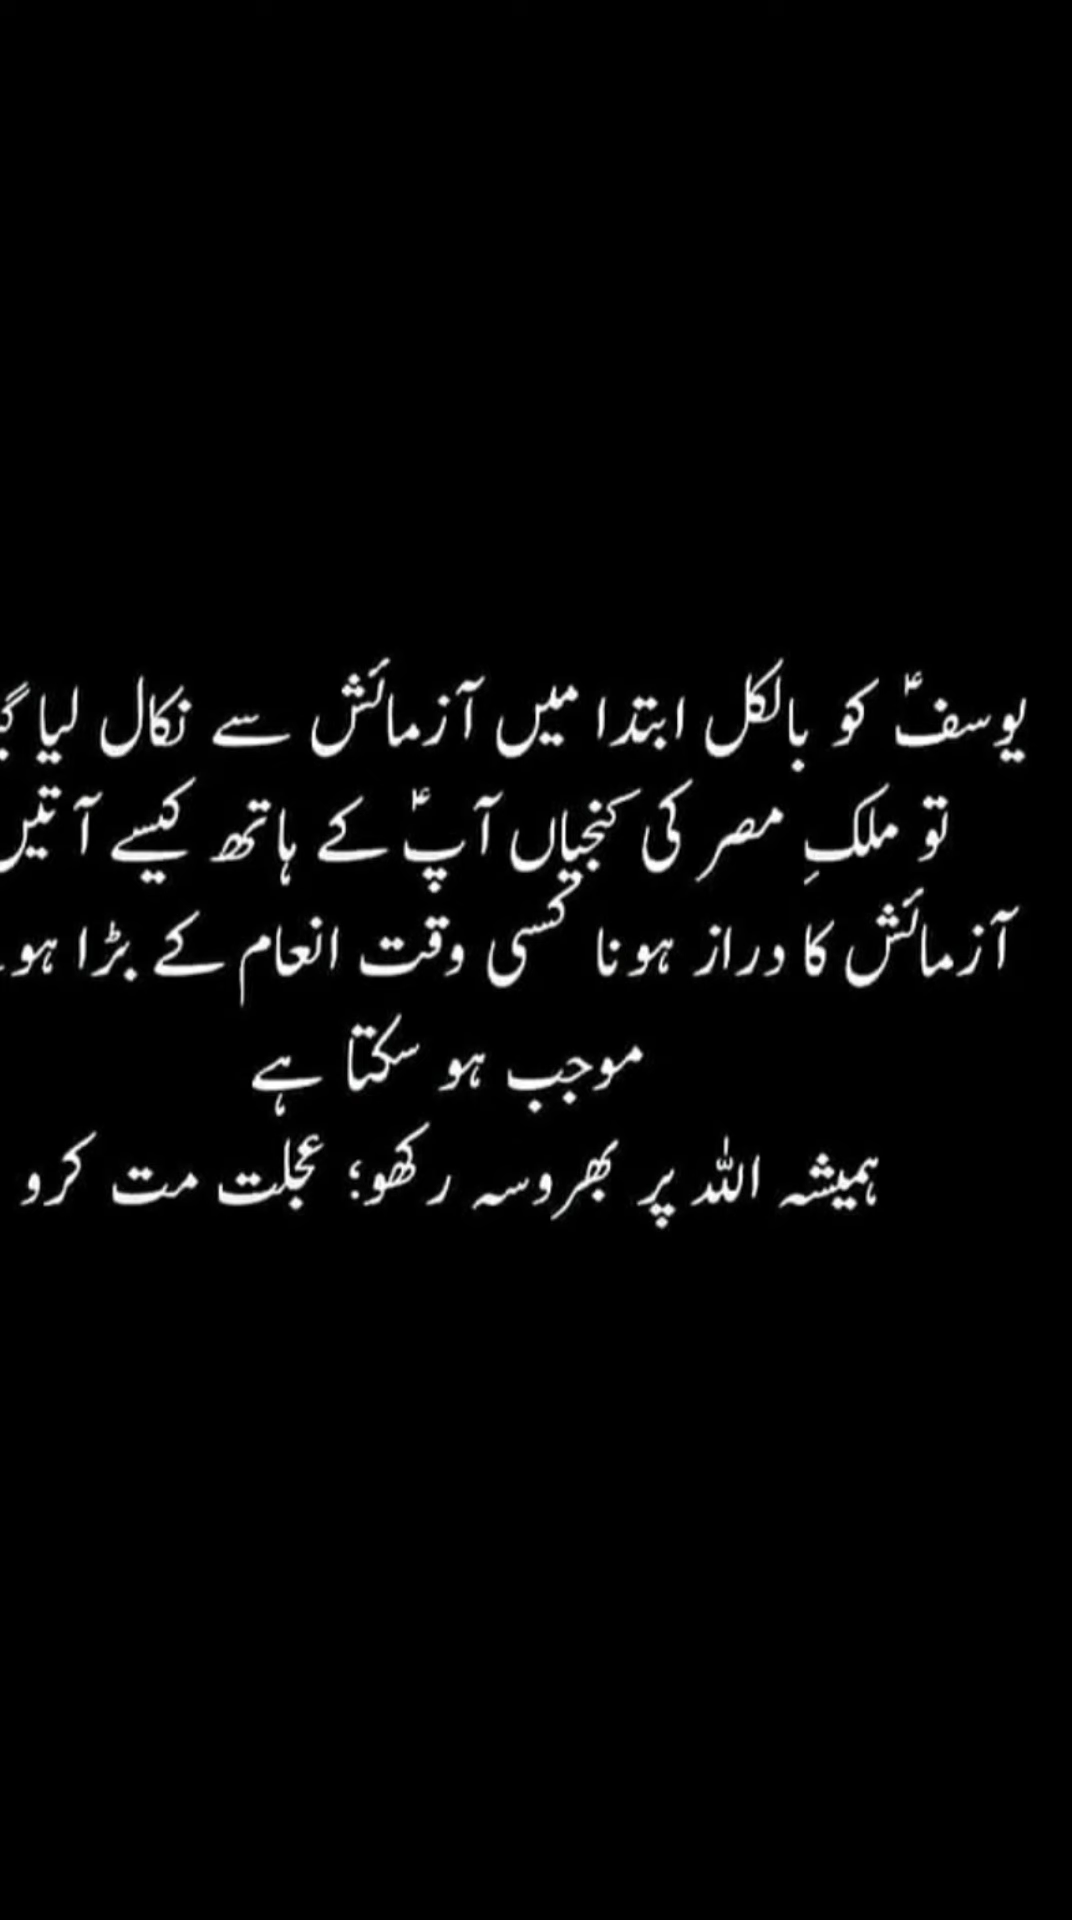 یوسفؑ کو بالکل ابتدا میں آزمائش سے نکال لیا
تو ملکِ مصر کی کنجیاں آپؑ کے ہاتھ کیسے آتیں
آزمائش کا دراز ہونا کسی وقت انعام کے بڑا ہو
موجب ہو سکتا ہے
ہمیشہ اللہ پر بھروسہ رکھو؛ عجلت مت کرو